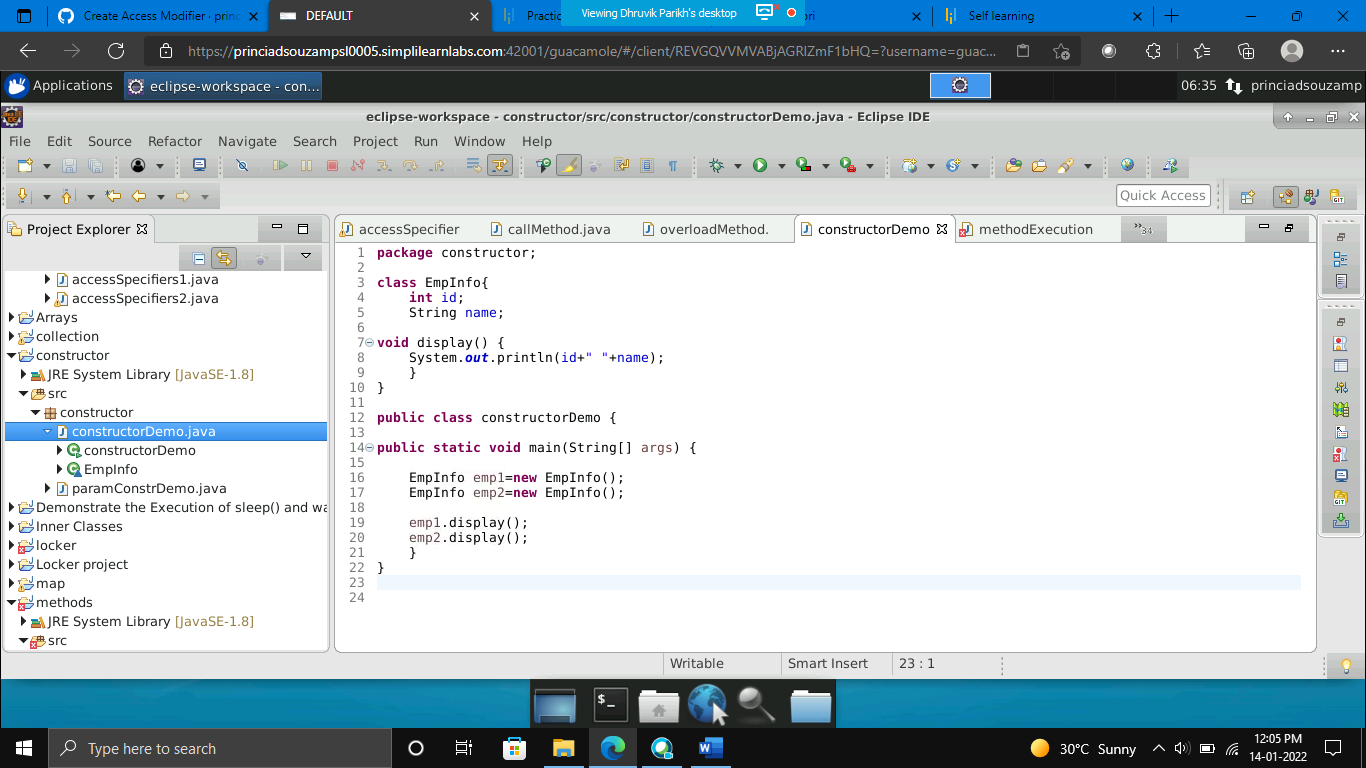 Create Access Modifier · princ
DEFAULT
Practic
Viewing Dhruvik Parikh's desktop
ori
Self learning
https://princiadsouzampsl0005.simplilearnlabs.com:42001/guacamole/#/client/REVGQVVMVABjAGRlZmF1bHQ=?username=guac...
Applications
eclipse-workspace - con...
06:35
princiadsouzamp
eclipse-workspace - constructor/src/constructor/constructorDemo.java - Eclipse IDE
File Edit Source Refactor Navigate Search Project Run Window Help
Quick Access
Project Explorer
accessSpecifier
callMethod.java
overloadMethod.
constructorDemo
methodExecution
»34
accessSpecifiers1.java
accessSpecifiers2.java
Arrays
collection
constructor
JRE System Library [JavaSE-1.8]
src
constructor
constructorDemo.java
constructorDemo
EmpInfo
paramConstrDemo.java
Demonstrate the Execution of sleep() and wa
Inner Classes
locker
Locker project
map
methods
JRE System Library [JavaSE-1.8]
src
1 package constructor;
2
3 class EmpInfo{
4 int id;
5 String name;
6
7 void display() {
8 System.out.println(id+" "+name);
9 }
10 }
11
12 public class constructorDemo {
13
14 public static void main(String[] args) {
15
16 EmpInfo emp1=new EmpInfo();
17 EmpInfo emp2=new EmpInfo();
18
19 emp1.display();
20 emp2.display();
21 }
22 }
23
24
Writable
Smart Insert
23 : 1
Type here to search
30°C Sunny
12:05 PM
14-01-2022